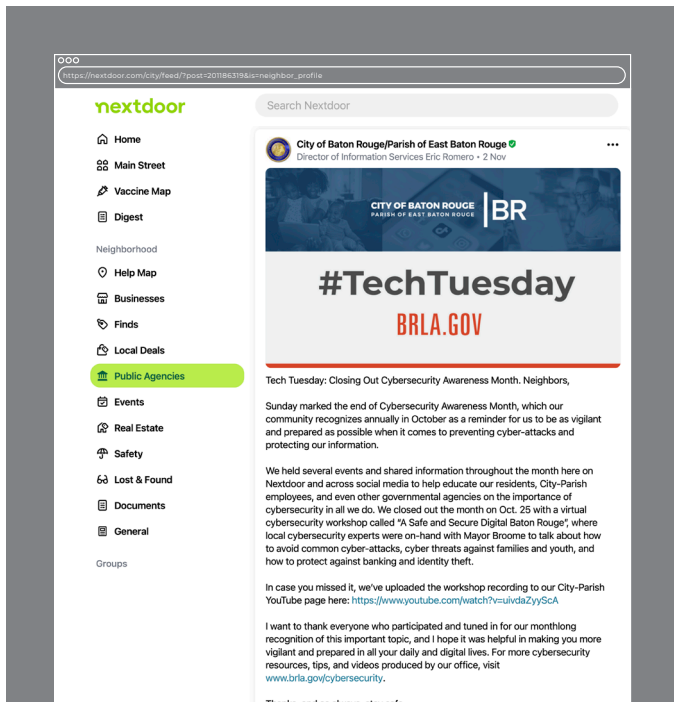 https://nextdoor.com/city/feed/?post=201186319&is=neighbor_profile
nextdoor
Search Nextdoor
Home
Main Street
Vaccine Map
Digest
Neighborhood
Help Map
Businesses
Finds
Local Deals
Public Agencies
Events
Real Estate
Safety
Lost & Found
Documents
General
Groups
City of Baton Rouge/Parish of East Baton Rouge
Director of Information Services Eric Romero • 2 Nov
CITY OF BATON ROUGE
PARISH OF EAST BATON ROUGE
BR
#TechTuesday
BRLA.GOV
Tech Tuesday: Closing Out Cybersecurity Awareness Month. Neighbors,
Sunday marked the end of Cybersecurity Awareness Month, which our
community recognizes annually in October as a reminder for us to be as vigilant
and prepared as possible when it comes to preventing cyber-attacks and
protecting our information.
We held several events and shared information throughout the month here on
Nextdoor and across social media to help educate our residents, City-Parish
employees, and even other governmental agencies on the importance of
cybersecurity in all we do. We closed out the month on Oct. 25 with a virtual
cybersecurity workshop called “A Safe and Secure Digital Baton Rouge”, where
local cybersecurity experts were on-hand with Mayor Broome to talk about how
to avoid common cyber-attacks, cyber threats against families and youth, and
how to protect against banking and identity theft.
In case you missed it, we’ve uploaded the workshop recording to our City-Parish
YouTube page here: https://www.youtube.com/watch?v=uivdaZyyScA
I want to thank everyone who participated and tuned in for our monthlong
recognition of this important topic, and I hope it was helpful in making you more
vigilant and prepared in all your daily and digital lives. For more cybersecurity
resources, tips, and videos produced by our office, visit
www.brla.gov/cybersecurity.